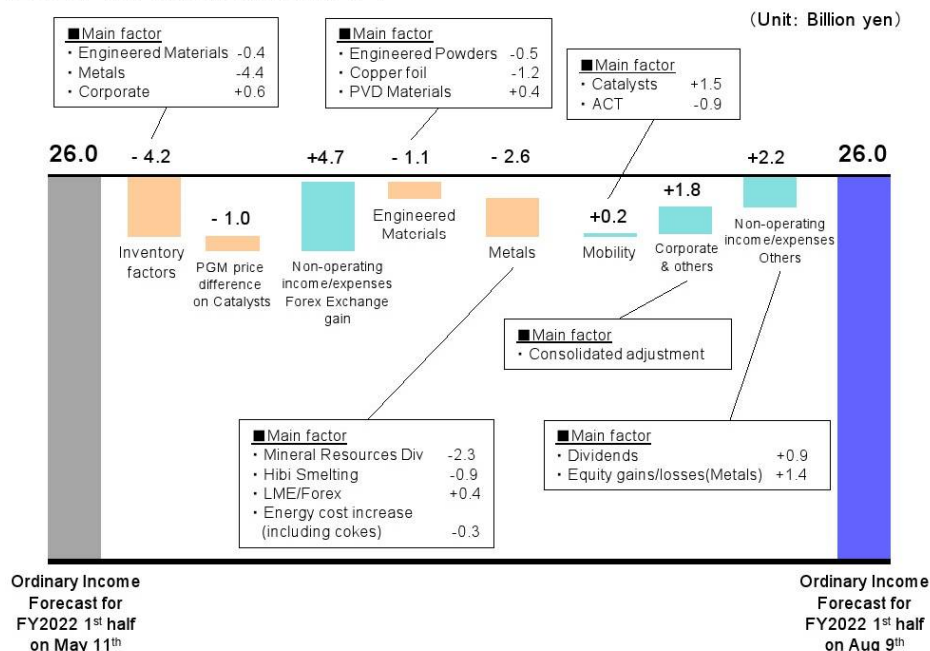 (Unit: Billion yen)
■Main factor
・Engineered Materials -0.4
・Metals -4.4
・Corporate +0.6
■Main factor
・Engineered Powders -0.5
・Copper foil -1.2
・PVD Materials +0.4
■Main factor
・Catalysts +1.5
・ACT -0.9
26.0
- 4.2
+4.7
- 1.1
- 2.6
+2.2
26.0
- 1.0
+0.2
+1.8
Inventory
factors
PGM price
difference
on Catalysts
Non-operating
income/expenses
Forex Exchange
gain
Engineered
Materials
Metals
Mobility
Corporate
& others
Non-operating
income/expenses
Others
■Main factor
・Consolidated adjustment
■Main factor
・Mineral Resources Div -2.3
・Hibi Smelting -0.9
・LME/Forex +0.4
・Energy cost increase
(including cokes) -0.3
■Main factor
・Dividends +0.9
・Equity gains/losses(Metals) +1.4
Ordinary Income
Forecast for
FY2022 1st half
on May 11th
Ordinary Income
Forecast for
FY2022 1st half
on Aug 9th